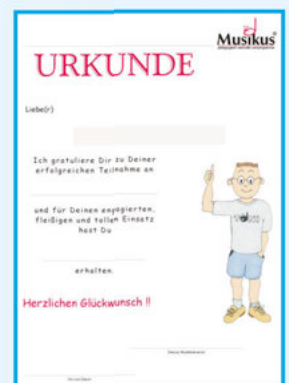 Musikus®
URKUNDE
Liebe(r)
Ich gratuliere Dir zu Deiner
erfolgreichen Teilnahme an
und für Deinen engagierten,
fleißigen und tollen Einsatz
hast Du
erhalten.
Herzlichen Glückwunsch !!